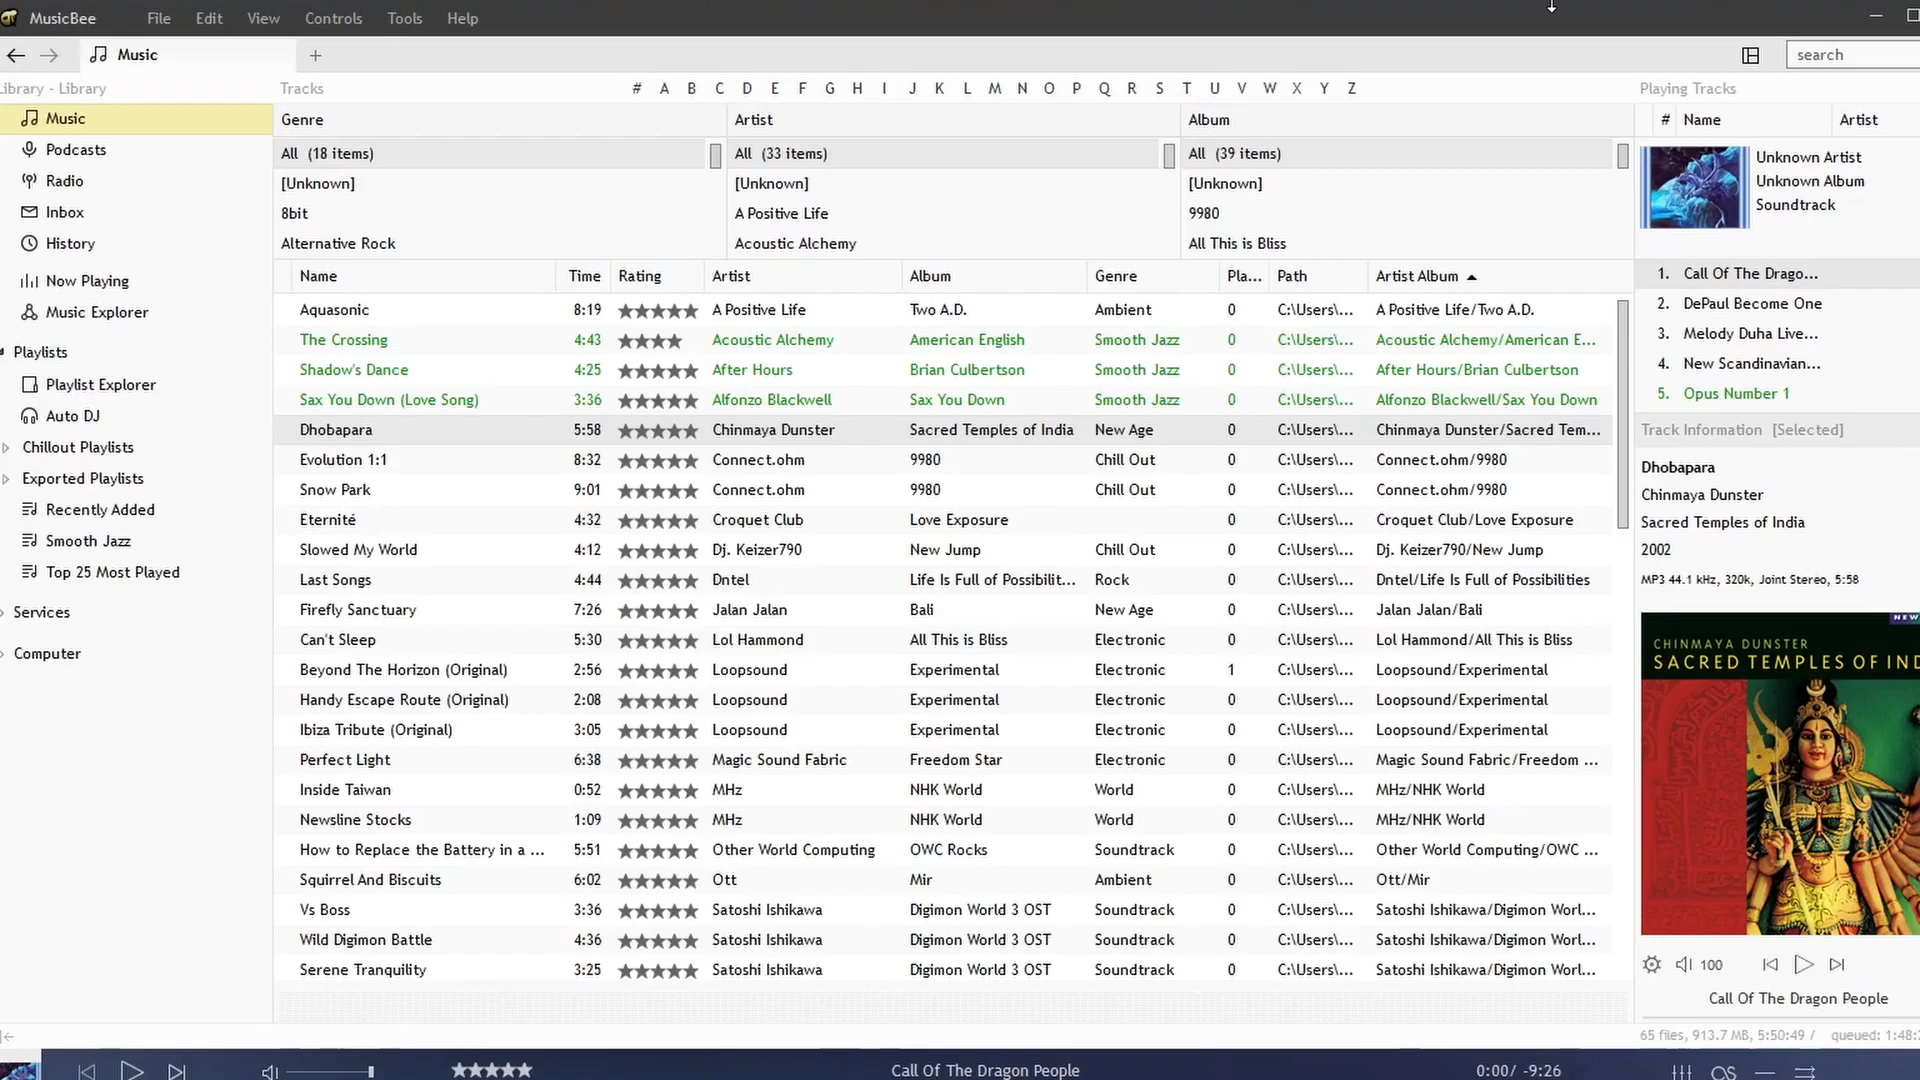 MusicBee File Edit View Controls Tools Help
Music + search
Library - Library
Music
Podcasts
Radio
Inbox
History
Now Playing
Music Explorer
Playlists
Playlist Explorer
Auto DJ
Chillout Playlists
Exported Playlists
Recently Added
Smooth Jazz
Top 25 Most Played
Services
Computer
Tracks # A B C D E F G H I J K L M N O P Q R S T U V W X Y Z
Genre Artist Album
All (18 items) All (33 items) All (39 items)
[Unknown] [Unknown] [Unknown]
8bit A Positive Life 9980
Alternative Rock Acoustic Alchemy All This is Bliss
Name Time Rating Artist Album Genre Pla... Path Artist Album
Aquasonic 8:19 A Positive Life Two A.D. Ambient 0 C:\Users\... A Positive Life/Two A.D.
The Crossing 4:43 Acoustic Alchemy American English Smooth Jazz 0 C:\Users\... Acoustic Alchemy/American E...
Shadow's Dance 4:25 After Hours Brian Culbertson Smooth Jazz 0 C:\Users\... After Hours/Brian Culbertson
Sax You Down (Love Song) 3:36 Alfonzo Blackwell Sax You Down Smooth Jazz 0 C:\Users\... Alfonzo Blackwell/Sax You Down
Dhobapara 5:58 Chinmaya Dunster Sacred Temples of India New Age 0 C:\Users\... Chinmaya Dunster/Sacred Tem...
Evolution 1:1 8:32 Connect.ohm 9980 Chill Out 0 C:\Users\... Connect.ohm/9980
Snow Park 9:01 Connect.ohm 9980 Chill Out 0 C:\Users\... Connect.ohm/9980
Eternité 4:32 Croquet Club Love Exposure 0 C:\Users\... Croquet Club/Love Exposure
Slowed My World 4:12 Dj. Keizer790 New Jump Chill Out 0 C:\Users\... Dj. Keizer790/New Jump
Last Songs 4:44 Dntel Life Is Full of Possibilit... Rock 0 C:\Users\... Dntel/Life Is Full of Possibilities
Firefly Sanctuary 7:26 Jalan Jalan Bali New Age 0 C:\Users\... Jalan Jalan/Bali
Can't Sleep 5:30 Lol Hammond All This is Bliss Electronic 0 C:\Users\... Lol Hammond/All This is Bliss
Beyond The Horizon (Original) 2:56 Loopsound Experimental Electronic 1 C:\Users\... Loopsound/Experimental
Handy Escape Route (Original) 2:08 Loopsound Experimental Electronic 0 C:\Users\... Loopsound/Experimental
Ibiza Tribute (Original) 3:05 Loopsound Experimental Electronic 0 C:\Users\... Loopsound/Experimental
Perfect Light 6:38 Magic Sound Fabric Freedom Star Electronic 0 C:\Users\... Magic Sound Fabric/Freedom ...
Inside Taiwan 0:52 MHz NHK World World 0 C:\Users\... MHz/NHK World
Newsline Stocks 1:09 MHz NHK World World 0 C:\Users\... MHz/NHK World
How to Replace the Battery in a ... 5:51 Other World Computing OWC Rocks Soundtrack 0 C:\Users\... Other World Computing/OWC ...
Squirrel And Biscuits 6:02 Ott Mir Ambient 0 C:\Users\... Ott/Mir
Vs Boss 3:36 Satoshi Ishikawa Digimon World 3 OST Soundtrack 0 C:\Users\... Satoshi Ishikawa/Digimon Worl...
Wild Digimon Battle 4:36 Satoshi Ishikawa Digimon World 3 OST Soundtrack 0 C:\Users\... Satoshi Ishikawa/Digimon Worl...
Serene Tranquility 3:25 Satoshi Ishikawa Digimon World 3 OST Soundtrack 0 C:\Users\... Satoshi Ishikawa/Digimon Worl...
Playing Tracks
# Name Artist
Unknown Artist
Unknown Album
Soundtrack
1. Call Of The Drago...
2. DePaul Become One
3. Melody Duha Live...
4. New Scandinavian...
5. Opus Number 1
Track Information [Selected]
Dhobapara
Chinmaya Dunster
Sacred Temples of India
2002
MP3 44.1 kHz, 320k, Joint Stereo, 5:58
NEW
CHINMAYA DUNSTER
SACRED TEMPLES OF IND
100
Call Of The Dragon People
65 files, 913.7 MB, 5:50:49 / queued: 1:48:
Call Of The Dragon People 0:00/ -9:26